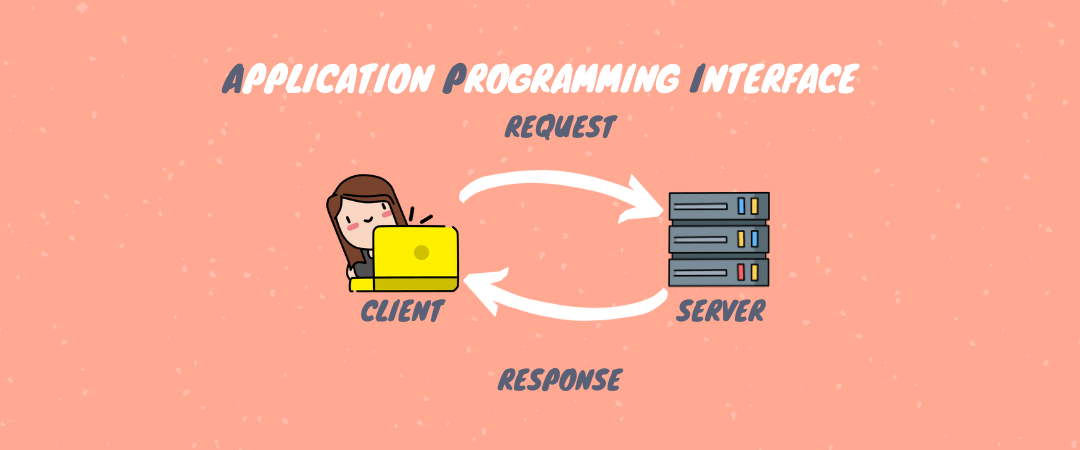 APPLICATION PROGRAMMING INTERFACE
REQUEST
CLIENT
SERVER
RESPONSE